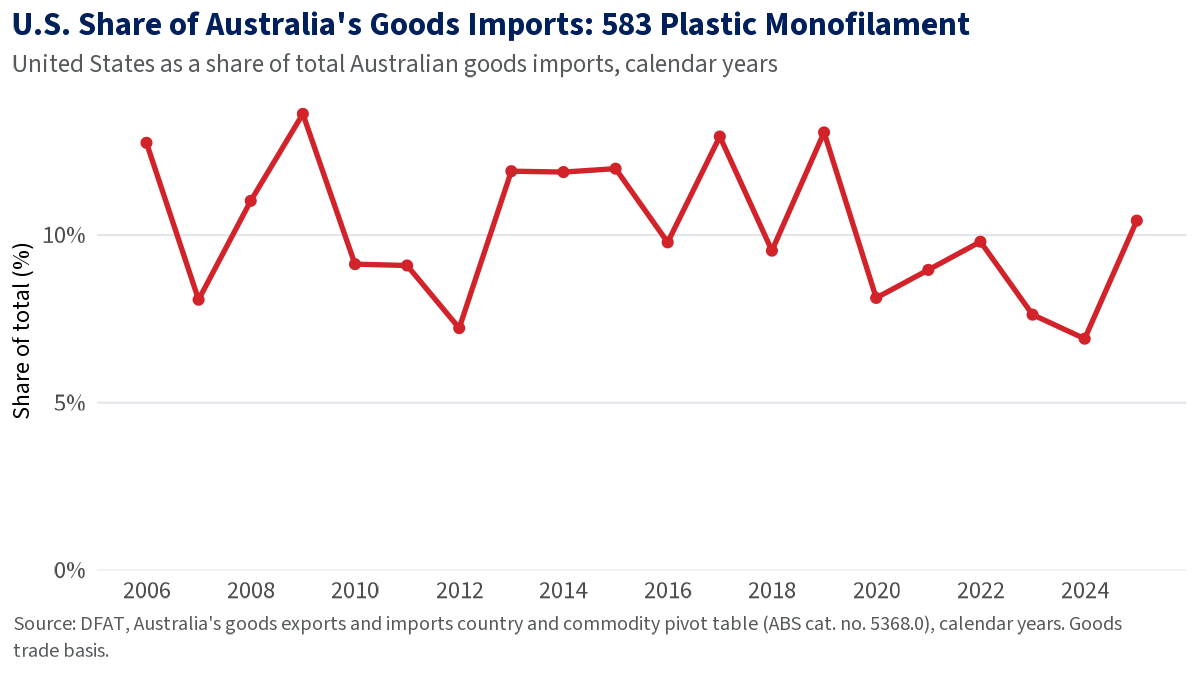 U.S. Share of Australia's Goods Imports: 583 Plastic Monofilament
United States as a share of total Australian goods imports, calendar years
Share of total (%)
10%
5%
0%
2006 2008 2010 2012 2014 2016 2018 2020 2022 2024
Source: DFAT, Australia's goods exports and imports country and commodity pivot table (ABS cat. no. 5368.0), calendar years. Goods
trade basis.